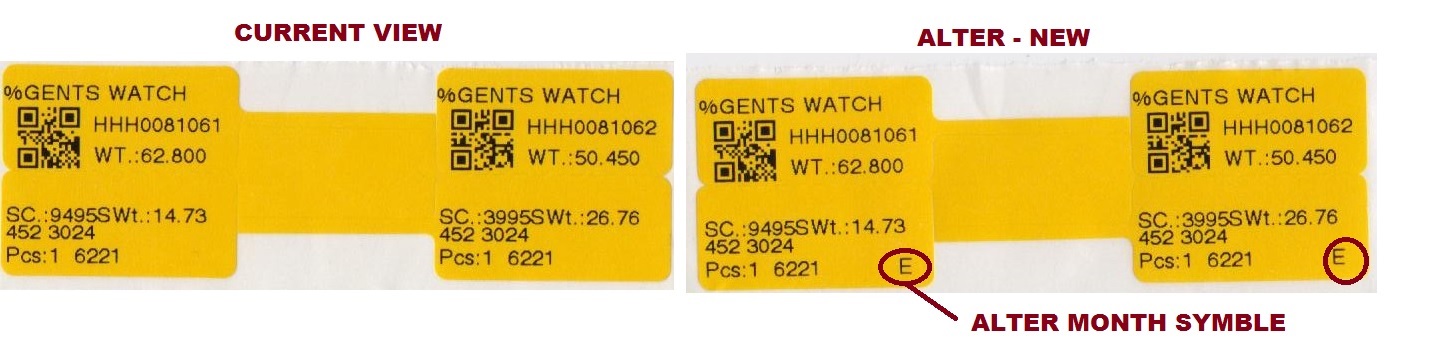 CURRENT VIEW
%GENTS WATCH
HHH0081061
WT.:62.800
SC.:9495SWt.:14.73
452 3024
Pcs:1 6221
%GENTS WATCH
HHH0081062
WT.:50.450
SC.:3995SWt.:26.76
452 3024
Pcs:1 6221
ALTER - NEW
%GENTS WATCH
HHH0081061
WT.:62.800
SC.:9495SWt.:14.73
452 3024
Pcs:1 6221 E
%GENTS WATCH
HHH0081062
WT.:50.450
SC.:3995SWt.:26.76
452 3024
Pcs:1 6221 E
ALTER MONTH SYMBLE